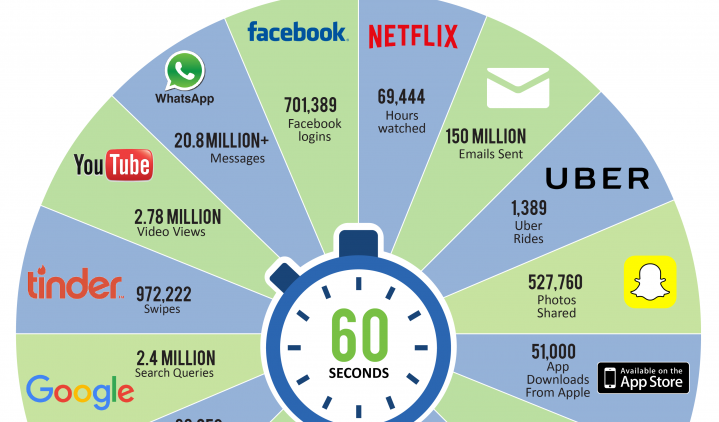 facebook
701,389
Facebook
logins
NETFLIX
69,444
Hours
watched
150 MILLION
Emails Sent
UBER
1,389
Uber
Rides
527,760
Photos
Shared
51,000
App
Downloads
From Apple
Available on the
App Store
WhatsApp
20.8 MILLION+
Messages
YouTube
2.78 MILLION
Video Views
tinder
972,222
Swipes
2.4 MILLION
Search Queries
Google
60
SECONDS